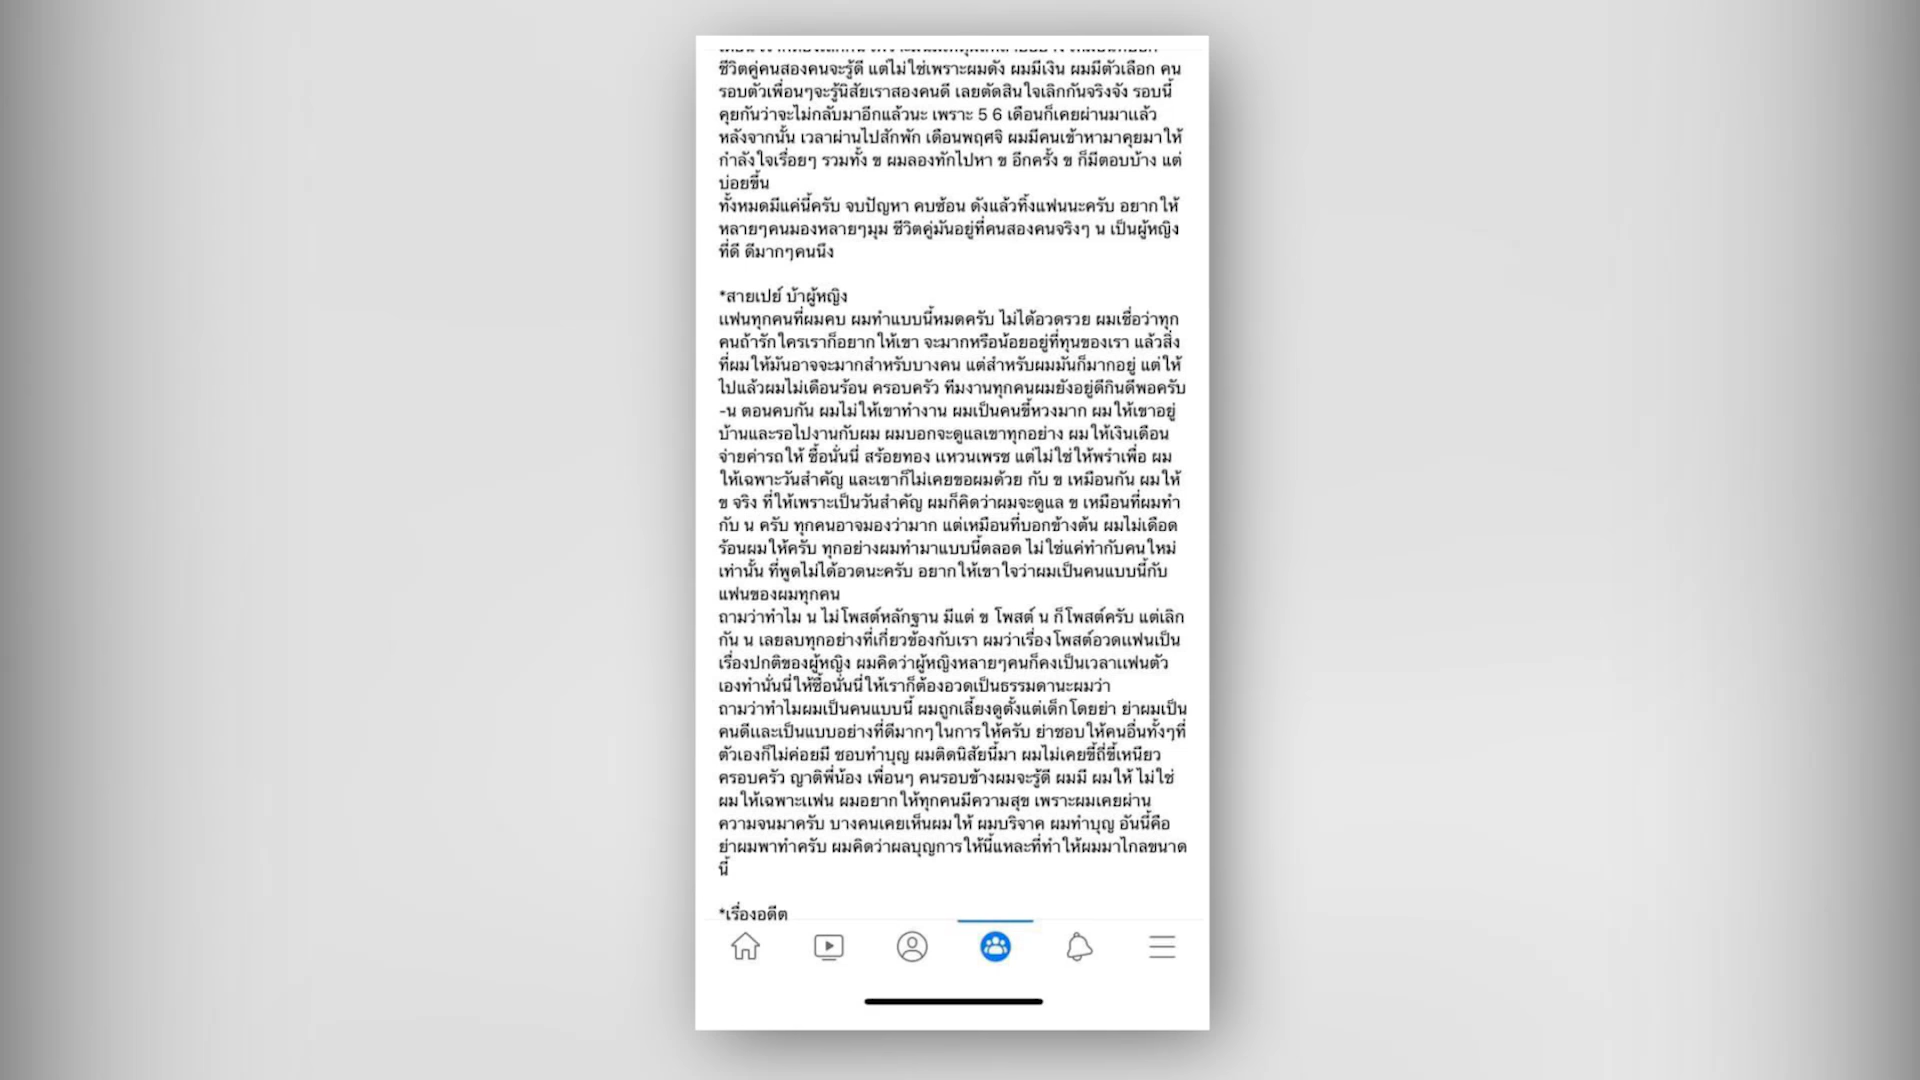 ชีวิตคู่คนสองคนจะรู้ดี แต่ไม่ใช่เพราะผมดัง ผมมีเงิน ผมมีตัวเลือก คน
รอบตัวเพื่อนๆจะรู้นิสัยเราสองคนดี เลยตัดสินใจเลิกกันจริงจัง รอบนี้
คุยกันว่าจะไม่กลับมาอีกแล้วนะ เพราะ 5 6 เดือนก็เคยผ่านมาแล้ว
หลังจากนั้น เวลาผ่านไปสักพัก เดือนพฤศจิ ผมมีคนเข้าหามาคุยมาให้
กำลังใจเรื่อยๆ รวมทั้ง ข ผมลองทักไปหา ข อีกครั้ง ข ก็มีตอบบ้าง แต่
บ่อยขึ้น
ทั้งหมดมีแค่นี้ครับ จบปัญหา คบซ้อน ดังแล้วทิ้งแฟนนะครับ อยากให้
หลายๆคนมองหลายๆมุม ชีวิตคู่มันอยู่ที่คนสองคนจริงๆ น เป็นผู้หญิง
ที่ดี ดีมากๆคนนึง
*สายเปย์ บ้าผู้หญิง
แฟนทุกคนที่ผมคบ ผมทำแบบนี้หมดครับ ไม่ได้อวดรวย ผมเชื่อว่าทุก
คนถ้ารักใครเราก็อยากให้เขา จะมากหรือน้อยอยู่ที่ทุนของเรา แล้วสิ่ง
ที่ผมให้มันอาจจะมากสำหรับบางคน แต่สำหรับผมมันก็มากอยู่ แต่ให้
ไปแล้วผมไม่เดือนร้อน ครอบครัว ทีมงานทุกคนผมยังอยู่ดีกินดีพอครับ
-น ตอนคบกัน ผมไม่ให้เขาทำงาน ผมเป็นคนขี้หวงมาก ผมให้เขาอยู่
บ้านและรอไปงานกับผม ผมบอกจะดูแลเขาทุกอย่าง ผมให้เงินเดือน
จ่ายค่ารถให้ ซื้อนั่นนี่ สร้อยทอง แหวนเพรช แต่ไม่ใช่ให้พร่ำเพื่อ ผม
ให้เฉพาะวันสำคัญ และเขาก็ไม่เคยขอผมด้วย กับ ข เหมือนกัน ผมให้
ข จริง ที่ให้เพราะเป็นวันสำคัญ ผมก็คิดว่าผมจะดูแล ข เหมือนที่ผมทำ
กับ น ครับ ทุกคนอาจมองว่ามาก แต่เหมือนที่บอกข้างต้น ผมไม่เดือด
ร้อนผมให้ครับ ทุกอย่างผมทำมาแบบนี้ตลอด ไม่ใช่แค่ทำกับคนใหม่
เท่านั้น ที่พูดไม่ได้อวดนะครับ อยากให้เขาใจว่าผมเป็นคนแบบนี้กับ
แฟนของผมทุกคน
ถามว่าทำไม น ไม่โพสต์หลักฐาน มีแต่ ข โพสต์ น ก็โพสต์ครับ แต่เลิก
กัน น เลยลบทุกอย่างที่เกี่ยวข้องกับเรา ผมว่าเรื่องโพสต์อวดแฟนเป็น
เรื่องปกติของผู้หญิง ผมคิดว่าผู้หญิงหลายๆคนก็คงเป็นเวลาแฟนตัว
เองทำนั่นนี่ให้ซื้อนั่นนี่ให้เราก็ต้องอวดเป็นธรรมดานะผมว่า
ถามว่าทำไมผมเป็นคนแบบนี้ ผมถูกเลี้ยงดูตั้งแต่เด็กโดยย่า ย่าผมเป็น
คนดีและเป็นแบบอย่างที่ดีมากๆในการให้ครับ ย่าชอบให้คนอื่นทั้งๆที่
ตัวเองก็ไม่ค่อยมี ชอบทำบุญ ผมติดนิสัยนี้มา ผมไม่เคยขี้ถี่ขี้เหนียว
ครอบครัว ญาติพี่น้อง เพื่อนๆ คนรอบข้างผมจะรู้ดี ผมมี ผมให้ ไม่ใช่
ผมให้เฉพาะแฟน ผมอยากให้ทุกคนมีความสุข เพราะผมเคยผ่าน
ความจนมาครับ บางคนเคยเห็นผมให้ ผมบริจาค ผมทำบุญ อันนี้คือ
ย่าผมพาทำครับ ผมคิดว่าผลบุญการให้นี้แหละที่ทำให้ผมมาไกลขนาด
นี้
*เรื่องอดีต